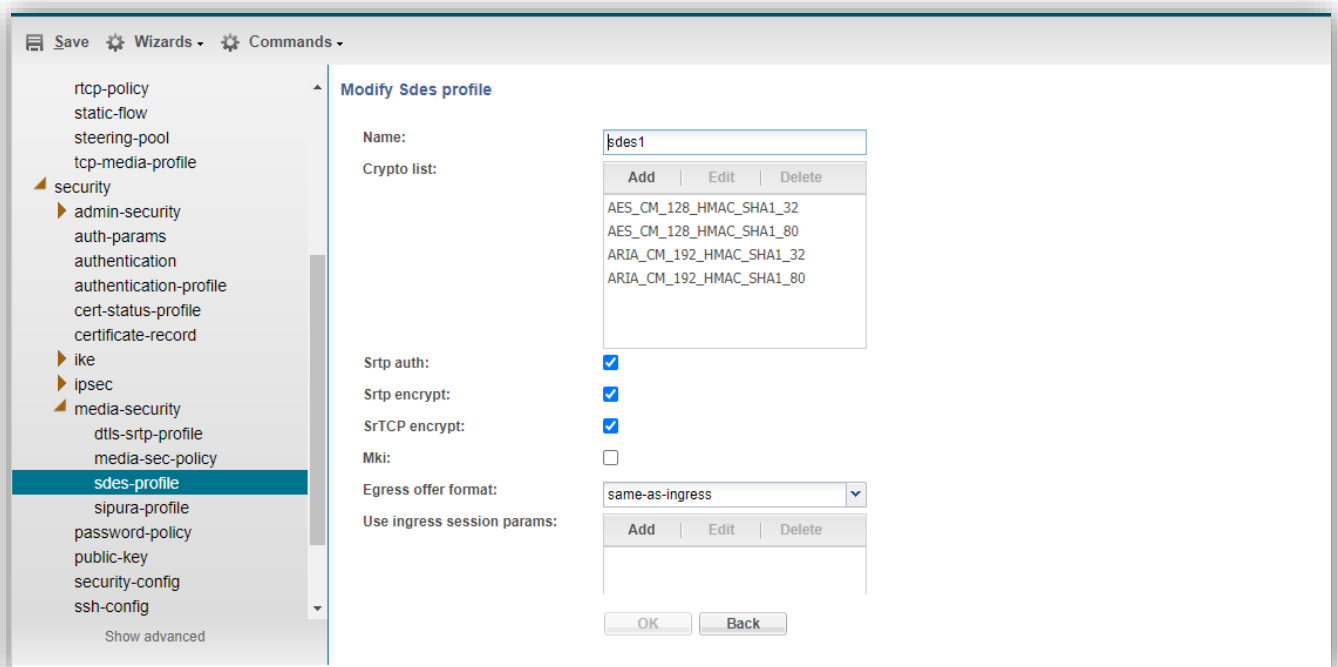 Save Wizards Commands
rtcp-policy
static-flow
steering-pool
tcp-media-profile
security
admin-security
auth-params
authentication
authentication-profile
cert-status-profile
certificate-record
ike
ipsec
media-security
dtls-srtp-profile
media-sec-policy
sdes-profile
sipura-profile
password-policy
public-key
security-config
ssh-config
Show advanced
Modify Sdes profile
Name: sdes1
Crypto list: Add Edit Delete
AES_CM_128_HMAC_SHA1_32
AES_CM_128_HMAC_SHA1_80
ARIA_CM_192_HMAC_SHA1_32
ARIA_CM_192_HMAC_SHA1_80
Srtp auth:
Srtp encrypt:
SrTCP encrypt:
Mki:
Egress offer format: same-as-ingress
Use ingress session params: Add Edit Delete
OK Back